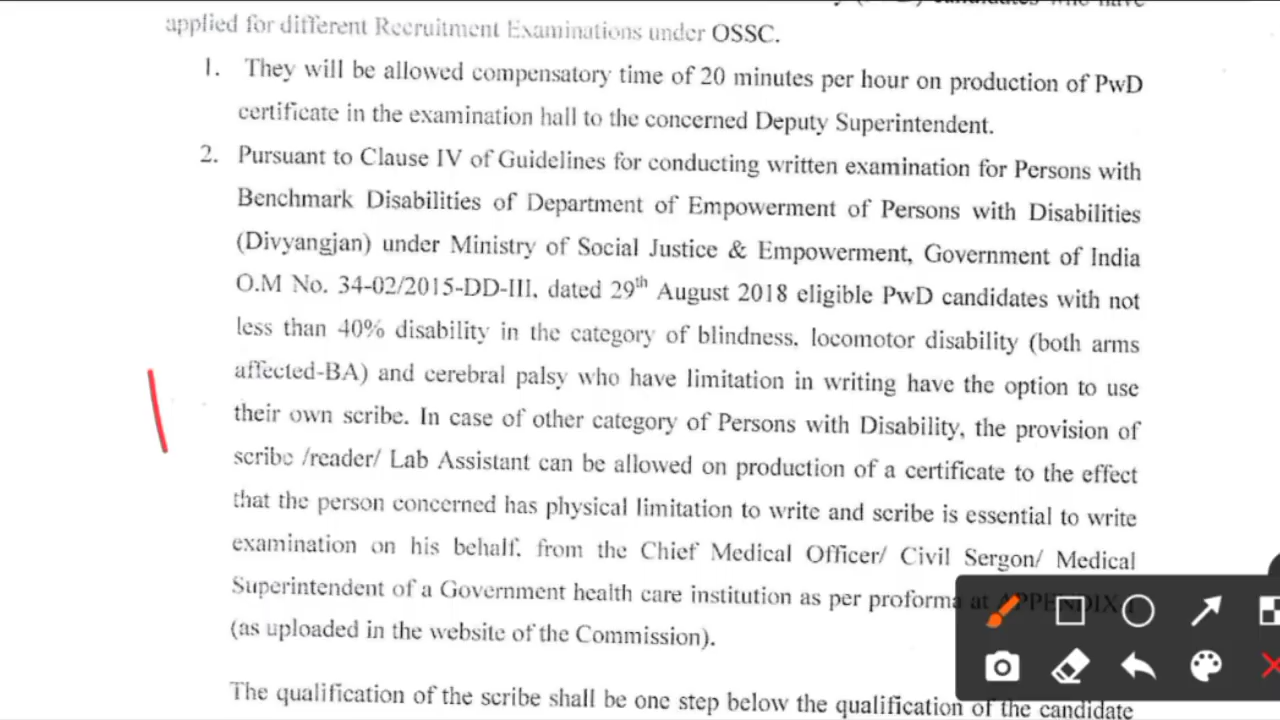 applied for different Recruitment Examinations under OSSC.
1. They will be allowed compensatory time of 20 minutes per hour on production of PwD
certificate in the examination hall to the concerned Deputy Superintendent.
2. Pursuant to Clause IV of Guidelines for conducting written examination for Persons with
Benchmark Disabilities of Department of Empowerment of Persons with Disabilities
(Divyangjan) under Ministry of Social Justice & Empowerment, Government of India
O.M No. 34-02/2015-DD-III, dated 29th August 2018 eligible PwD candidates with not
less than 40% disability in the category of blindness, locomotor disability (both arms
affected-BA) and cerebral palsy who have limitation in writing have the option to use
their own scribe. In case of other category of Persons with Disability, the provision of
scribe /reader/ Lab Assistant can be allowed on production of a certificate to the effect
that the person concerned has physical limitation to write and scribe is essential to write
examination on his behalf, from the Chief Medical Officer/ Civil Sergon/ Medical
Superintendent of a Government health care institution as per proforma at APPENDIX
(as uploaded in the website of the Commission).
The qualification of the scribe shall be one step below the qualification of the candidate